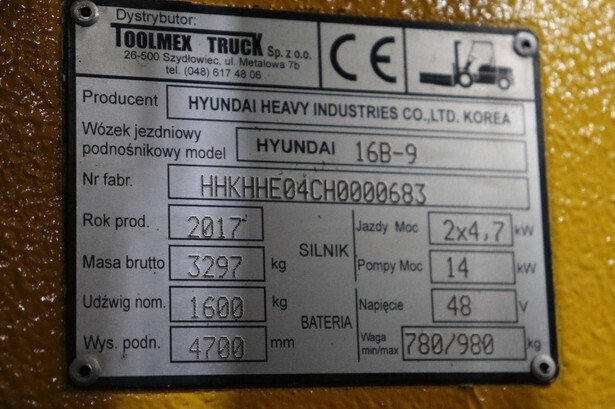 Dystrybutor:
TOOLMEX TRUCK Sp. z o.o.
26-500 Szydłowiec, ul. Metalowa 7b
tel. (048) 617 48 06
CE
Producent HYUNDAI HEAVY INDUSTRIES CO.,LTD. KOREA
Wózek jezdniowy
podnośnikowy model HYUNDAI 16B-9
Nr fabr. HHKHHE04CH0000683
Rok prod. 2017
Masa brutto 3297 kg
Udźwig nom. 1600 kg
Wys. podn. 4700 mm
SILNIK
Jazdy Moc 2x4,7 kW
Pompy Moc 14 kW
BATERIA
Napięcie 48 V
Waga
min/max 780/980 kg